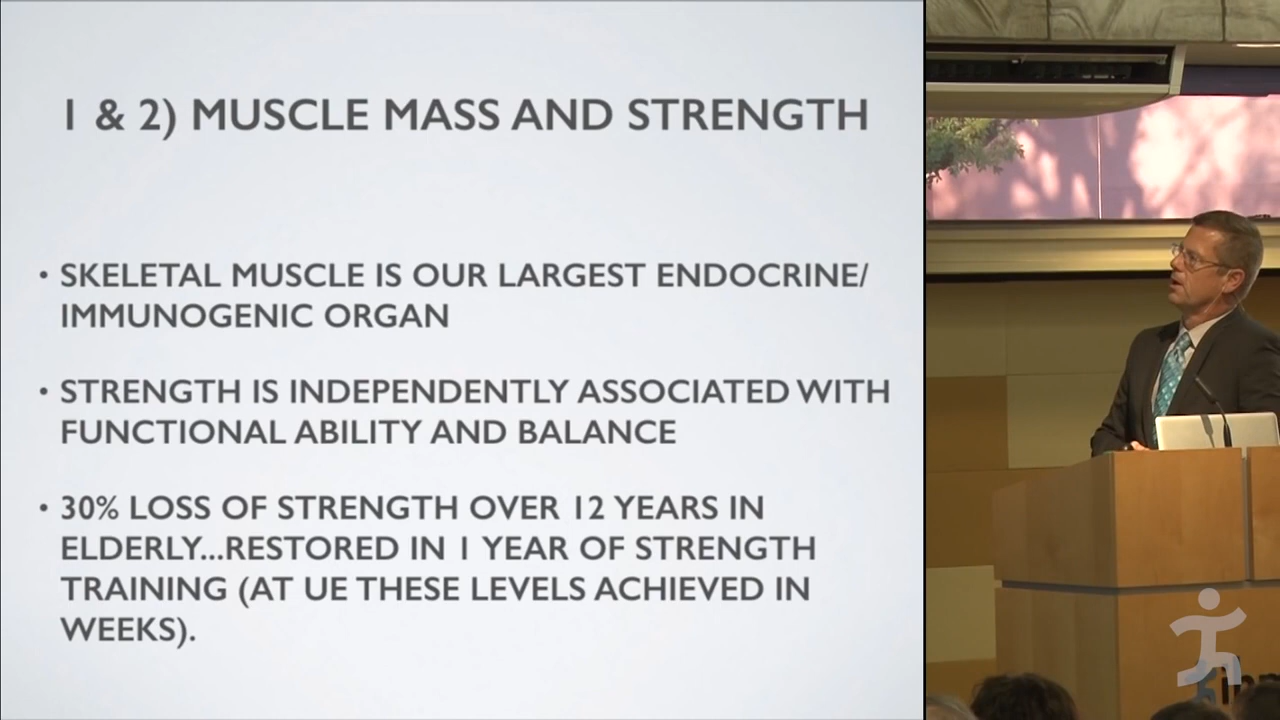 1 & 2) MUSCLE MASS AND STRENGTH
• SKELETAL MUSCLE IS OUR LARGEST ENDOCRINE/
IMMUNOGENIC ORGAN
• STRENGTH IS INDEPENDENTLY ASSOCIATED WITH
FUNCTIONAL ABILITY AND BALANCE
• 30% LOSS OF STRENGTH OVER 12 YEARS IN
ELDERLY...RESTORED IN 1 YEAR OF STRENGTH
TRAINING (AT UE THESE LEVELS ACHIEVED IN
WEEKS).